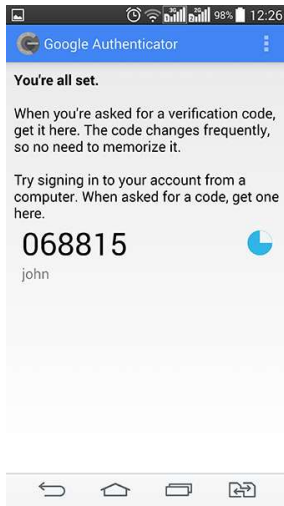 3G 2G 98% 12:26
Google Authenticator
You're all set.
When you're asked for a verification code,
get it here. The code changes frequently,
so no need to memorize it.
Try signing in to your account from a
computer. When asked for a code, get one
here.
068815
john